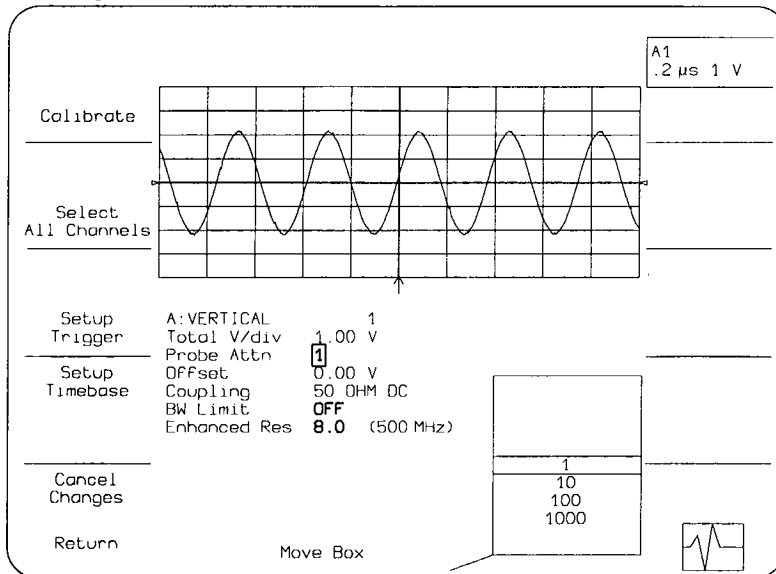 A1
.2 µs 1 V
Calibrate
Select
All Channels
Setup
Trigger
Setup
Timebase
Cancel
Changes
Return
A:VERTICAL 1
Total V/div 1.00 V
Probe Attn 1
Offset 0.00 V
Coupling 50 OHM DC
BW Limit OFF
Enhanced Res 8.0 (500 MHz)
1
10
100
1000
Move Box